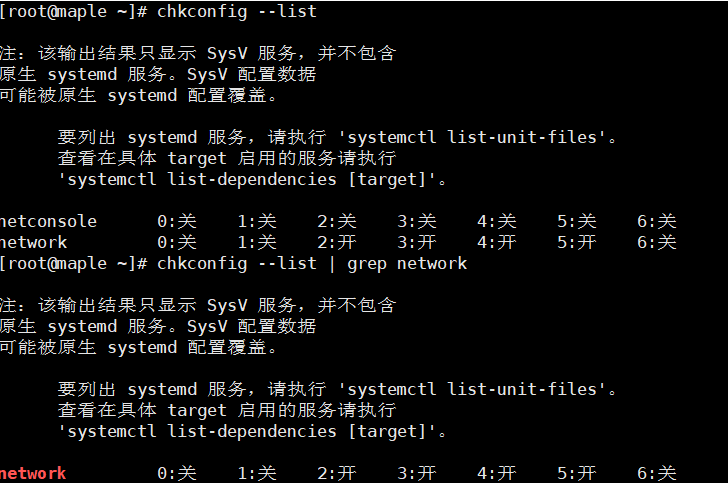 [root@maple ~]# chkconfig --list
注：该输出结果只显示 SysV 服务，并不包含
原生 systemd 服务。SysV 配置数据
可能被原生 systemd 配置覆盖。
要列出 systemd 服务，请执行 'systemctl list-unit-files'。
查看在具体 target 启用的服务请执行
'systemctl list-dependencies [target]'。
netconsole 0:关 1:关 2:关 3:关 4:关 5:关 6:关
network 0:关 1:关 2:开 3:开 4:开 5:开 6:关
[root@maple ~]# chkconfig --list | grep network
注：该输出结果只显示 SysV 服务，并不包含
原生 systemd 服务。SysV 配置数据
可能被原生 systemd 配置覆盖。
要列出 systemd 服务，请执行 'systemctl list-unit-files'。
查看在具体 target 启用的服务请执行
'systemctl list-dependencies [target]'。
network 0:关 1:关 2:开 3:开 4:开 5:开 6:关